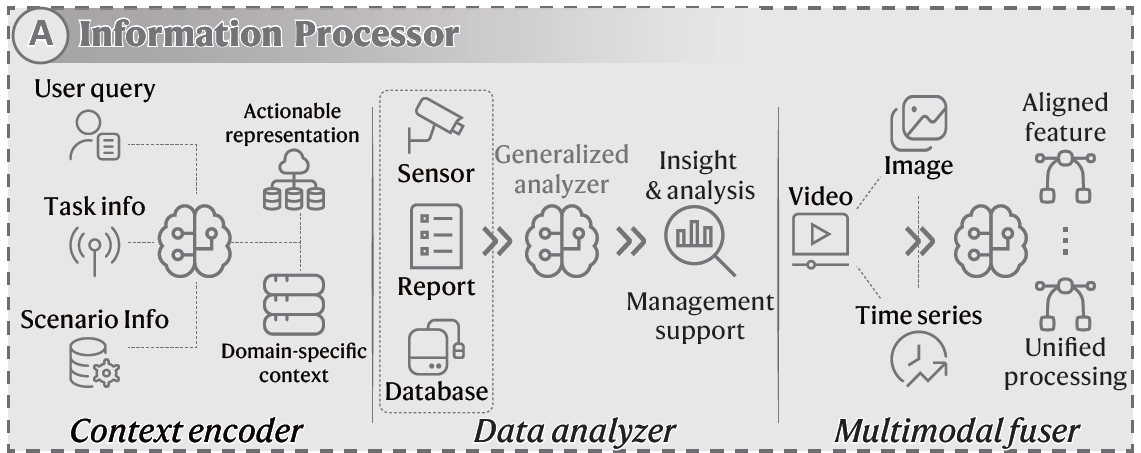 A Information Processor
User query
Actionable
representation
Task info
Scenario Info
Domain-specific
context
Context encoder
Sensor
Report
Database
Generalized
analyzer
Insight
& analysis
Management
support
Data analyzer
Video
Image
Time series
Aligned
feature
Unified
processing
Multimodal fuser